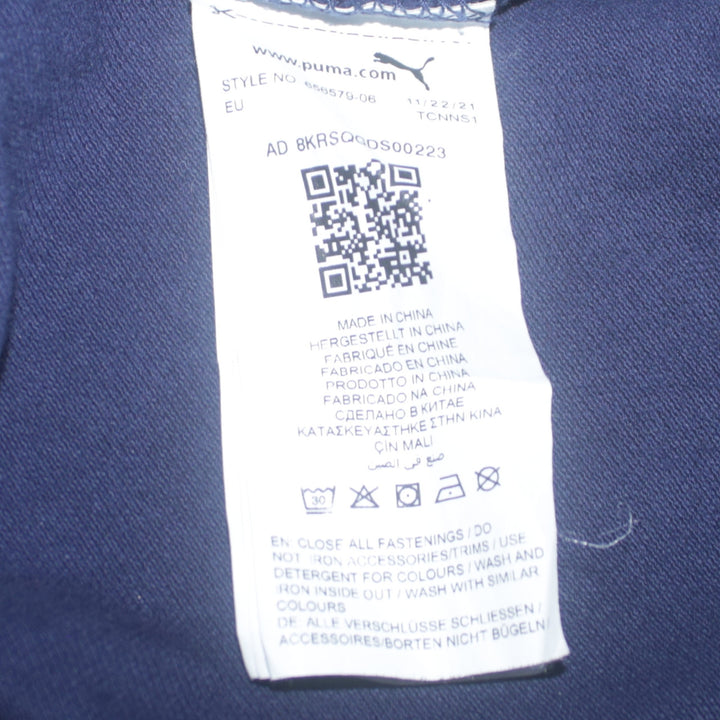 www.puma.com
STYLE NO 656579-06 11/22/21
EU TCNNS1
AD 8KRSQQDS00223
MADE IN CHINA
HERGESTELLT IN CHINA
FABRIQUÉ EN CHINE
FABRICADO EN CHINA
PRODOTTO IN CHINA
FABRICADO NA CHINA
СДЕЛАНО В КИТАЕ
ΚΑΤΑΣΚΕΥΑΣΤΗΚΕ ΣΤΗΝ ΚΙΝΑ
ÇİN MALI
صنع في الصين
30
EN: CLOSE ALL FASTENINGS / DO
NOT IRON ACCESSORIES/TRIMS / USE
DETERGENT FOR COLOURS / WASH AND
IRON INSIDE OUT / WASH WITH SIMILAR
COLOURS
DE: ALLE VERSCHLÜSSE SCHLIESSEN /
ACCESSOIRES/BORTEN NICHT BÜGELN/